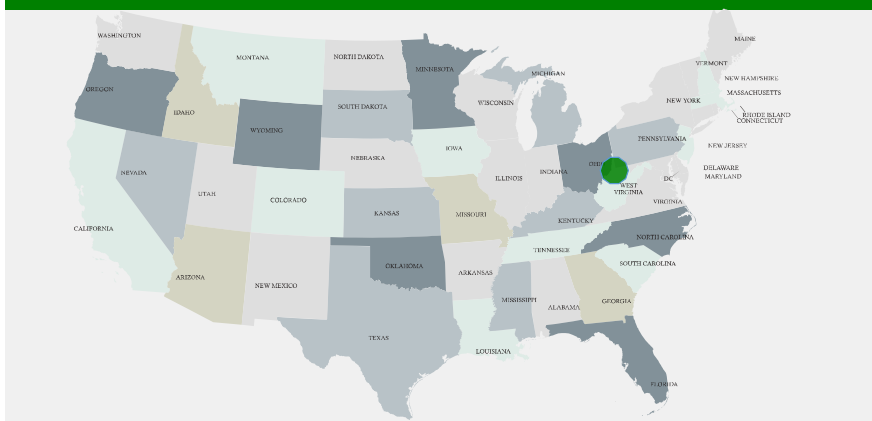 WASHINGTON
MAINE
MONTANA
NORTH DAKOTA
VERMONT
MINNESOTA
MICHIGAN
NEW HAMPSHIRE
OREGON
MASSACHUSETTS
WISCONSIN
NEW YORK
SOUTH DAKOTA
IDAHO
RHODE ISLAND
CONNECTICUT
WYOMING
PENNSYLVANIA
NEW JERSEY
IOWA
NEBRASKA
OHIO
DELAWARE
NEVADA
INDIANA
MARYLAND
ILLINOIS
DC
WEST
VIRGINIA
UTAH
COLORADO
VIRGINIA
KANSAS
MISSOURI
KENTUCKY
CALIFORNIA
NORTH CAROLINA
TENNESSEE
OKLAHOMA
SOUTH CAROLINA
ARKANSAS
ARIZONA
NEW MEXICO
MISSISSIPPI
GEORGIA
ALABAMA
TEXAS
LOUISIANA
FLORIDA